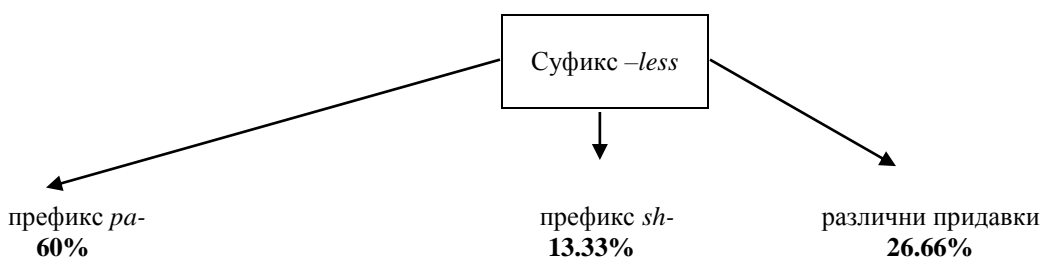 Суфикс –less
префикс pa-
60%
префикс sh-
13.33%
различни придавки
26.66%